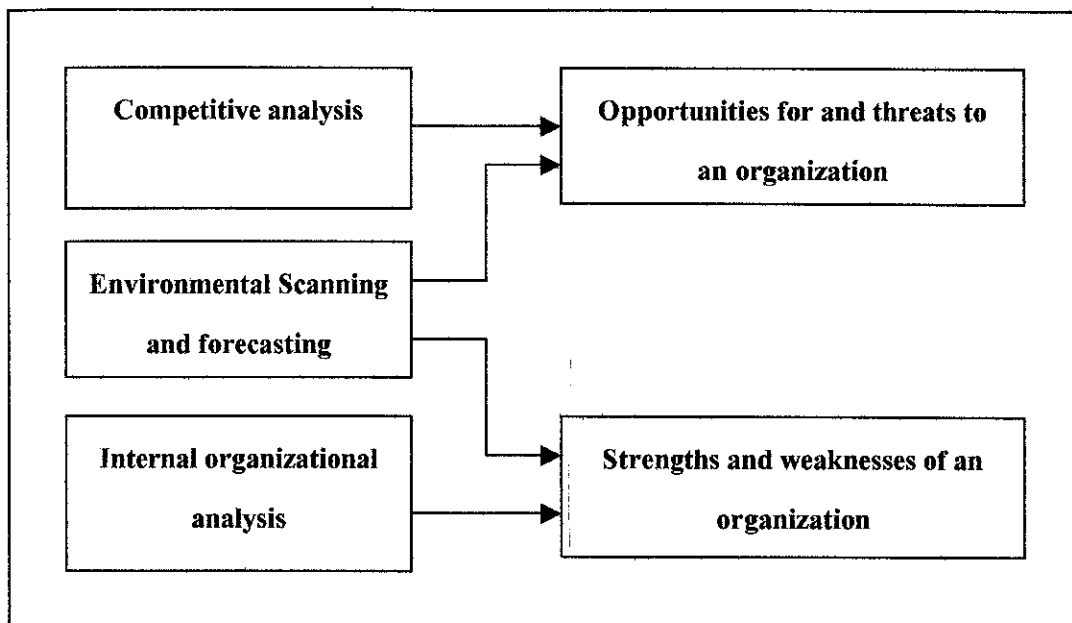 Competitive analysis
Opportunities for and threats to
an organization
Environmental Scanning
and forecasting
Internal organizational
analysis
Strengths and weaknesses of an
organization